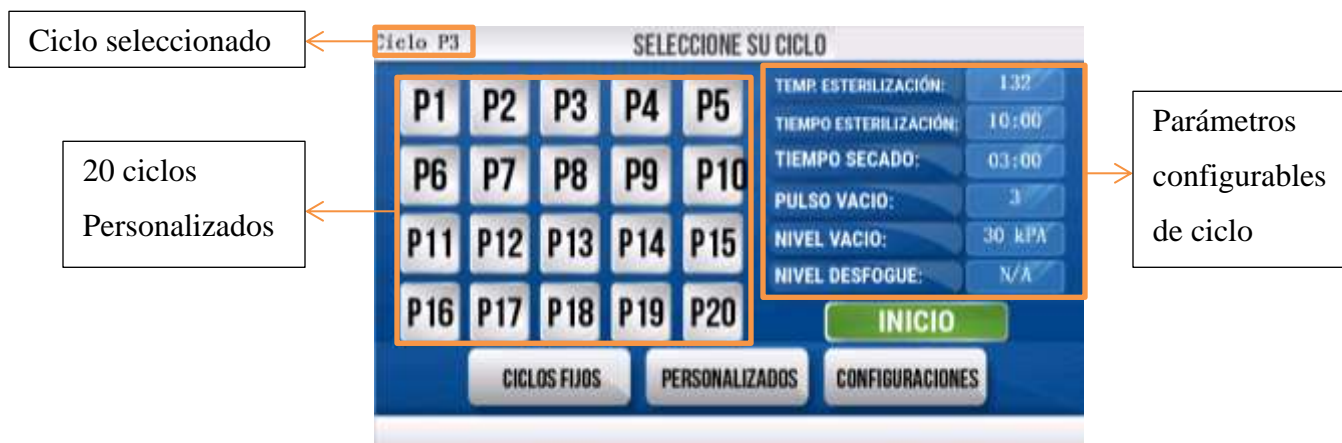 Ciclo seleccionado
Ciclo P3
SELECCIONE SU CICLO
20 ciclos
Personalizados
P1 P2 P3 P4 P5
P6 P7 P8 P9 P10
P11 P12 P13 P14 P15
P16 P17 P18 P19 P20
TEMP. ESTERILIZACIÓN: 132
TIEMPO ESTERILIZACIÓN: 10:00
TIEMPO SECADO: 03:00
PULSO VACIO: 3
NIVEL VACIO: 30 kPA
NIVEL DESFOGUE: N/A
Parámetros
configurables
de ciclo
INICIO
CICLOS FIJOS PERSONALIZADOS CONFIGURACIONES